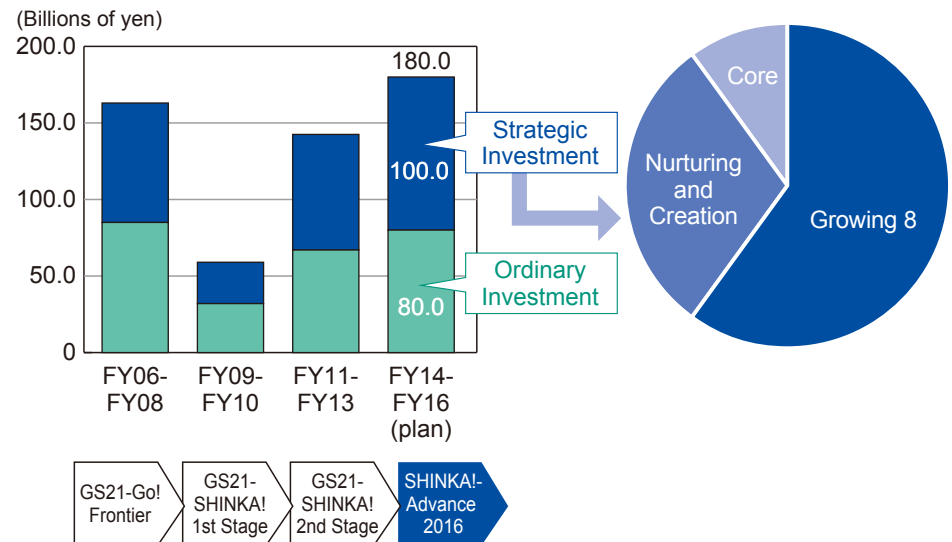 (Billions of yen)
200.0
150.0
100.0
50.0
0
180.0
100.0
80.0
Strategic
Investment
Ordinary
Investment
FY06-
FY08
FY09-
FY10
FY11-
FY13
FY14-
FY16
(plan)
Core
Nurturing
and
Creation
Growing 8
GS21-Go!
Frontier
GS21-
SHINKA!
1st Stage
GS21-
SHINKA!
2nd Stage
SHINKA!-
Advance
2016